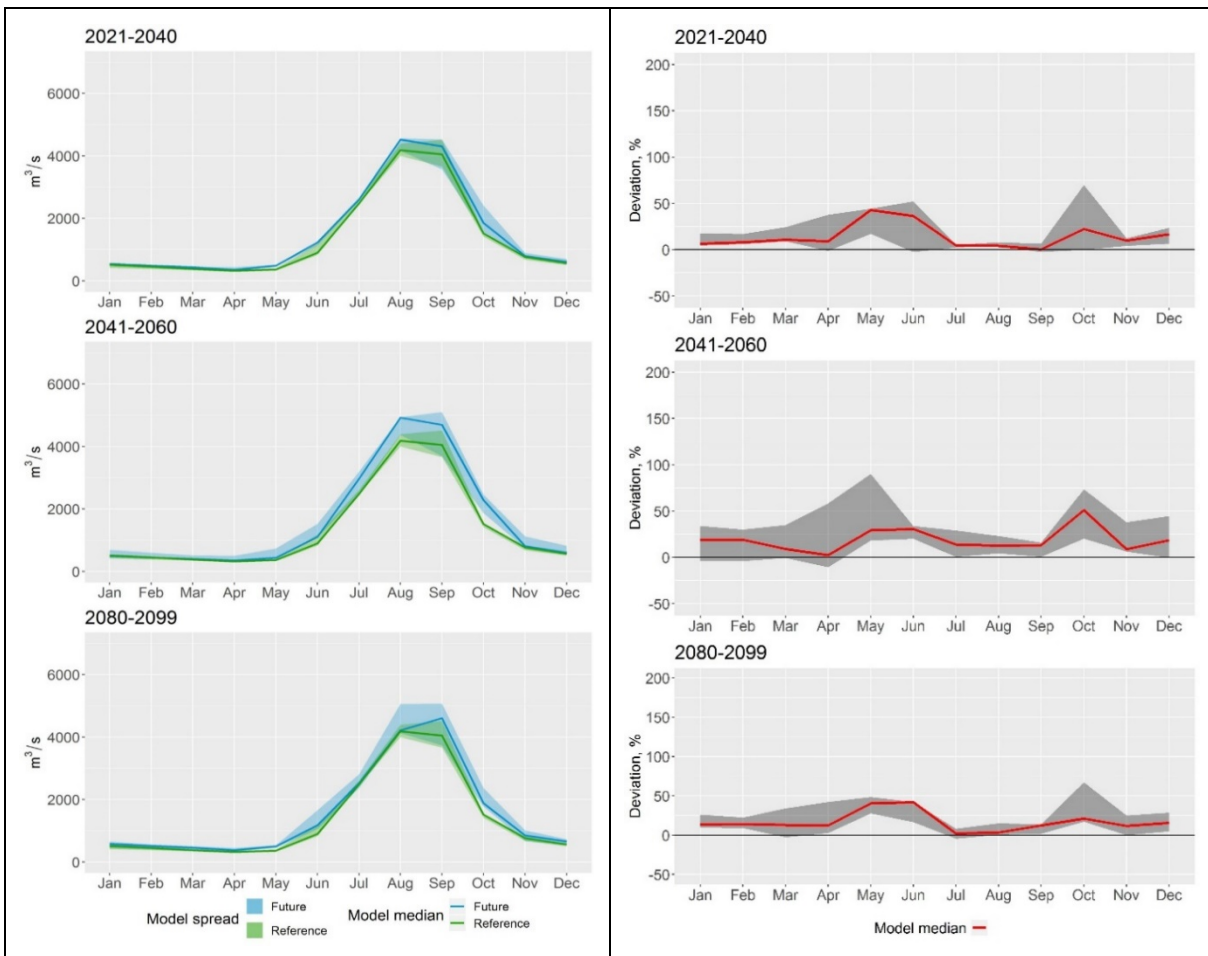 2021-2040
m³/s
6000
4000
2000
0
Jan Feb Mar Apr May Jun Jul Aug Sep Oct Nov Dec
2041-2060
m³/s
6000
4000
2000
0
Jan Feb Mar Apr May Jun Jul Aug Sep Oct Nov Dec
2080-2099
m³/s
6000
4000
2000
0
Jan Feb Mar Apr May Jun Jul Aug Sep Oct Nov Dec
Model spread
Future
Reference
Model median
Future
Reference
2021-2040
Deviation, %
200
150
100
50
0
-50
Jan Feb Mar Apr May Jun Jul Aug Sep Oct Nov Dec
2041-2060
Deviation, %
200
150
100
50
0
-50
Jan Feb Mar Apr May Jun Jul Aug Sep Oct Nov Dec
2080-2099
Deviation, %
200
150
100
50
0
-50
Jan Feb Mar Apr May Jun Jul Aug Sep Oct Nov Dec
Model median